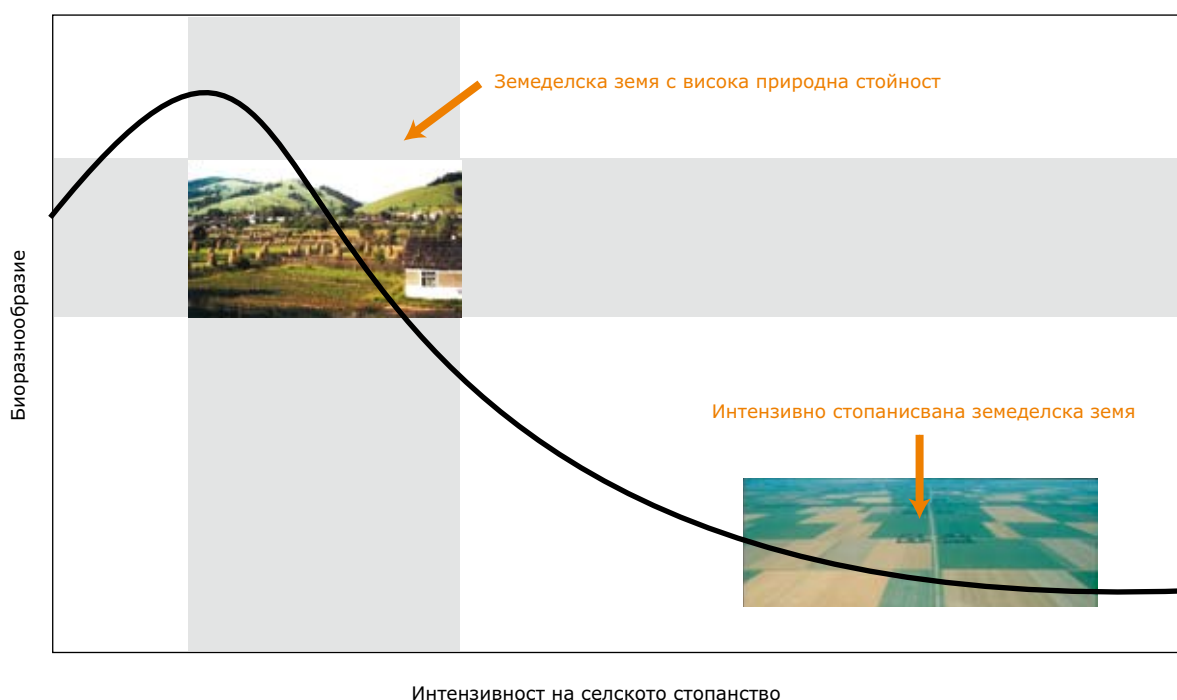 Земеделска земя с висока природна стойност
Биоразнообразие
Интензивно стопанисвана земеделска земя
Интензивност на селското стопанство